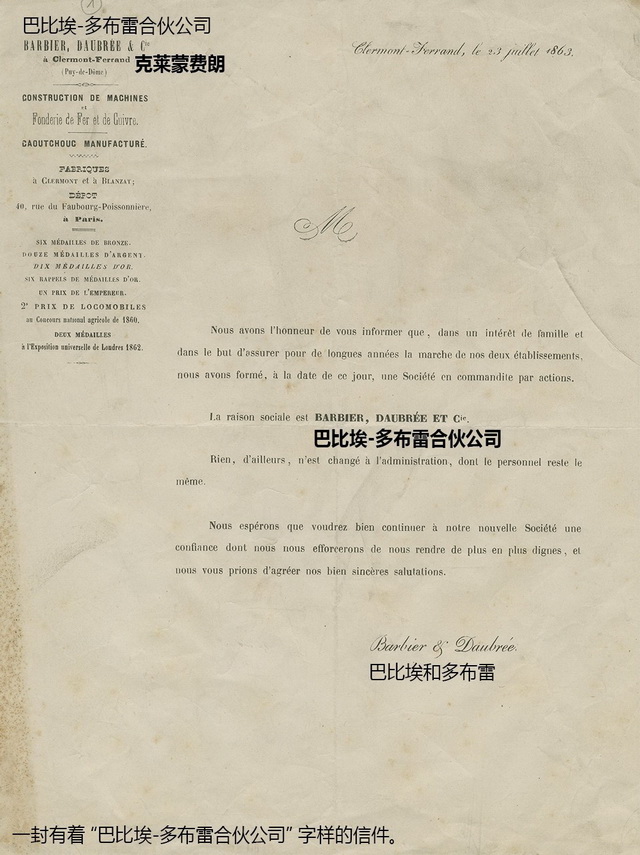 1
巴比埃-多布雷合伙公司
BARBIER, DAUBRÉE & Cie
à Clermont-Ferrand
克莱蒙费朗
(Puy-de-Dôme)
CONSTRUCTION DE MACHINES
et
Fonderie de Fer et de Cuivre.
CAOUTCHOUC MANUFACTURÉ.
FABRIQUES
à CLERMONT et à BLANZAT;
DÉPOT
40, rue du Faubourg-Poissonnière,
à Paris.
SIX MÉDAILLES DE BRONZE.
DOUZE MÉDAILLES D'ARGENT.
DIX MÉDAILLES D'OR.
SIX RAPPELS DE MÉDAILLES D'OR.
UN PRIX DE L'EMPEREUR.
2e PRIX DE LOCOMOBILES
au Concours national agricole de 1860.
DEUX MÉDAILLES
à l'Exposition universelle de Londres 1862.
Clermont-Ferrand, le 23 juillet 1863.
M
Nous avons l'honneur de vous informer que, dans un intérêt de famille et
dans le but d'assurer pour de longues années la marche de nos deux établissements,
nous avons formé, à la date de ce jour, une Société en commandite par actions.
La raison sociale est BARBIER, DAUBRÉE ET Cie.
巴比埃-多布雷合伙公司
Rien, d'ailleurs, n'est changé à l'administration, dont le personnel reste le
même.
Nous espérons que voudrez bien continuer à notre nouvelle Société une
confiance dont nous nous efforcerons de nous rendre de plus en plus dignes, et
nous vous prions d'agréer nos bien sincères salutations.
Barbier & Daubrée.
巴比埃和多布雷
一封有着 “巴比埃-多布雷合伙公司” 字样的信件。